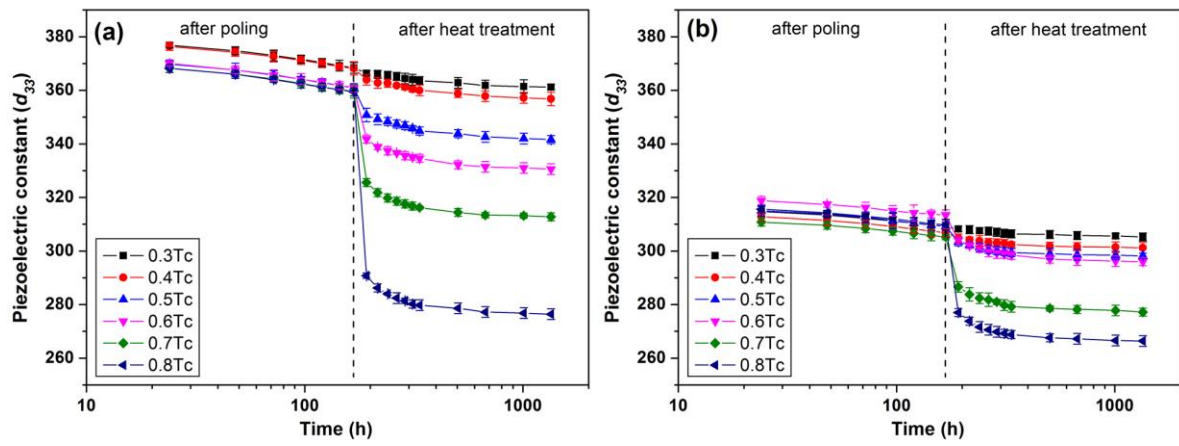 (a)
after poling
after heat treatment
Piezoelectric constant (d33)
380
360
340
320
300
280
260
0.3Tc
0.4Tc
0.5Tc
0.6Tc
0.7Tc
0.8Tc
10
100
1000
Time (h)
(b)
after poling
after heat treatment
Piezoelectric constant (d33)
380
360
340
320
300
280
260
0.3Tc
0.4Tc
0.5Tc
0.6Tc
0.7Tc
0.8Tc
10
100
1000
Time (h)